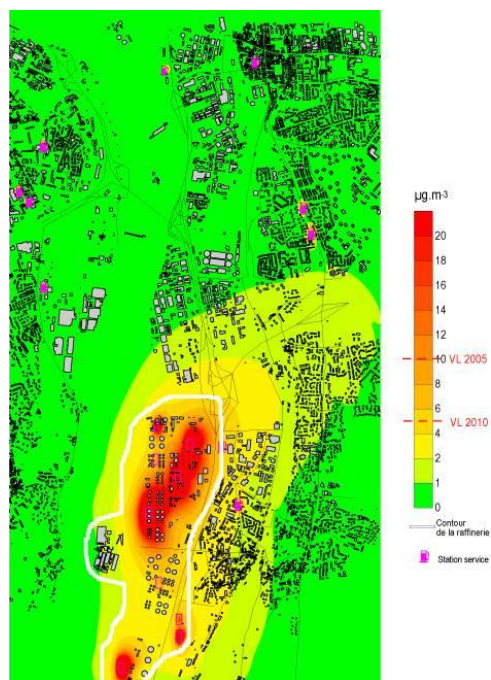 µg.m-3
20
18
16
14
12
10
VL 2005
8
6
VL 2010
4
2
1
0
Contour
de la raffinerie
Station service